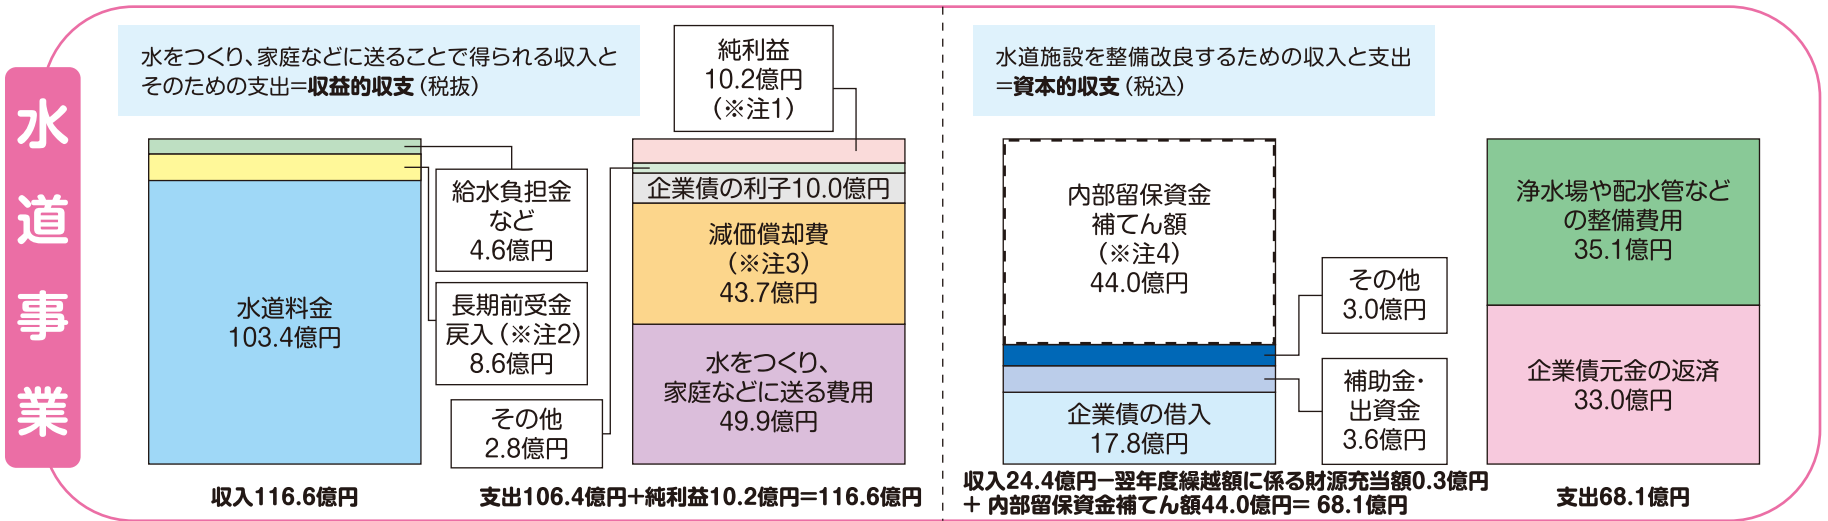 水道事業
水をつくり、家庭などに送ることで得られる収入と
そのための支出=収益的収支（税抜）
純利益
10.2億円
（※注1）
給水負担金
など
4.6億円
長期前受金
戻入（※注2）
8.6億円
水道料金
103.4億円
その他
2.8億円
企業債の利子10.0億円
減価償却費
（※注3）
43.7億円
水をつくり、
家庭などに送る費用
49.9億円
収入116.6億円
支出106.4億円＋純利益10.2億円＝116.6億円
水道施設を整備改良するための収入と支出
=資本的収支（税込）
内部留保資金
補てん額
（※注4）
44.0億円
その他
3.0億円
補助金・
出資金
3.6億円
企業債の借入
17.8億円
浄水場や配水管など
の整備費用
35.1億円
企業債元金の返済
33.0億円
収入24.4億円ー翌年度繰越額に係る財源充当額0.3億円
＋ 内部留保資金補てん額44.0億円＝ 68.1億円
支出68.1億円